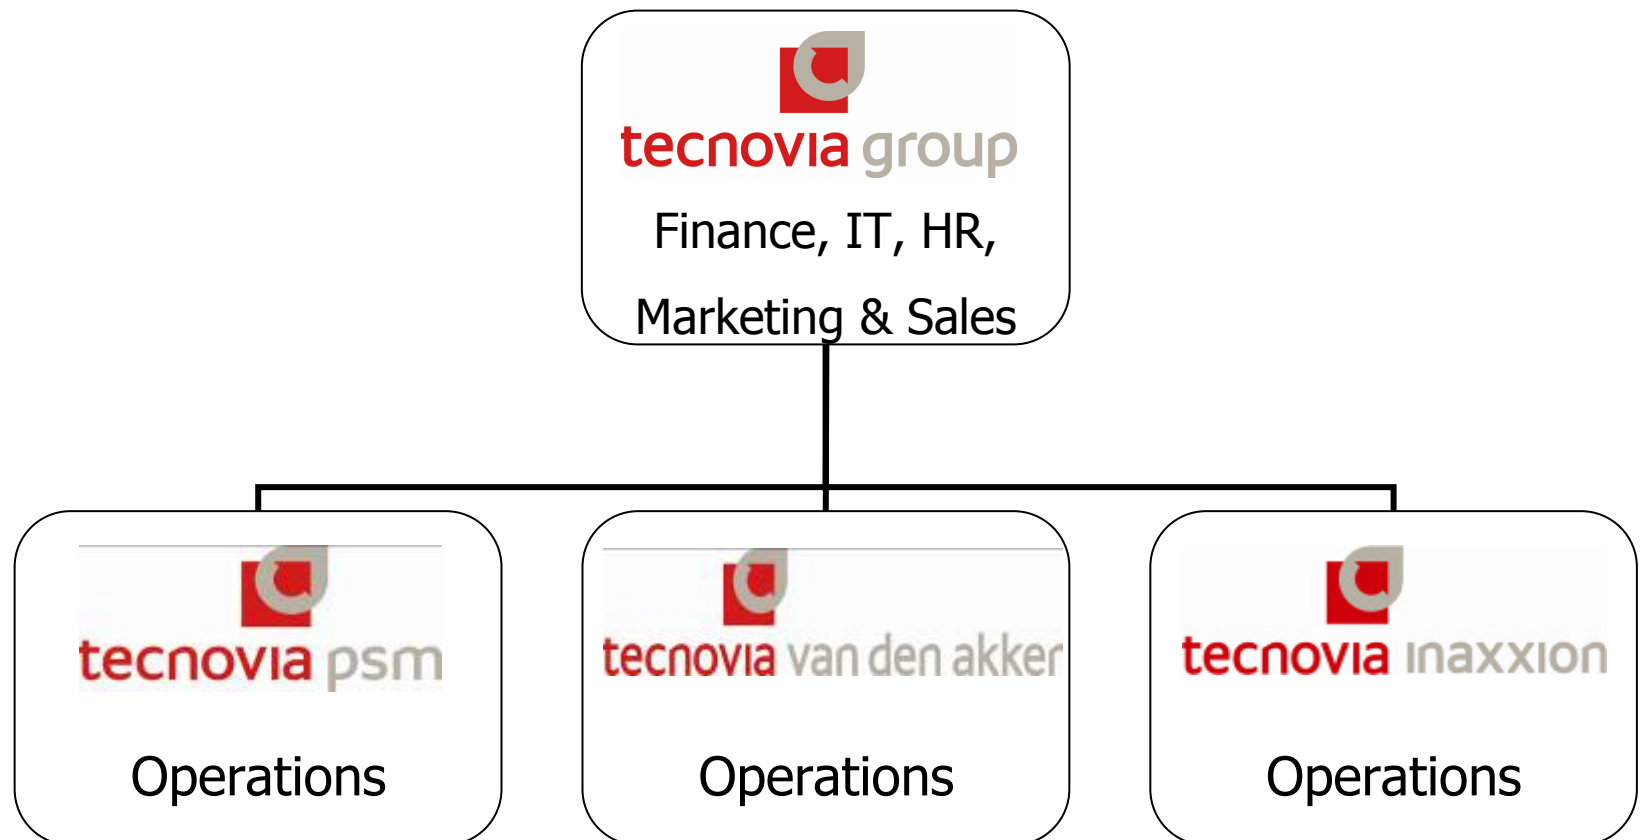 tecnovia group
Finance, IT, HR,
Marketing & Sales
tecnovia psm
tecnovia van den akker
tecnovia inaxxion
Operations
Operations
Operations